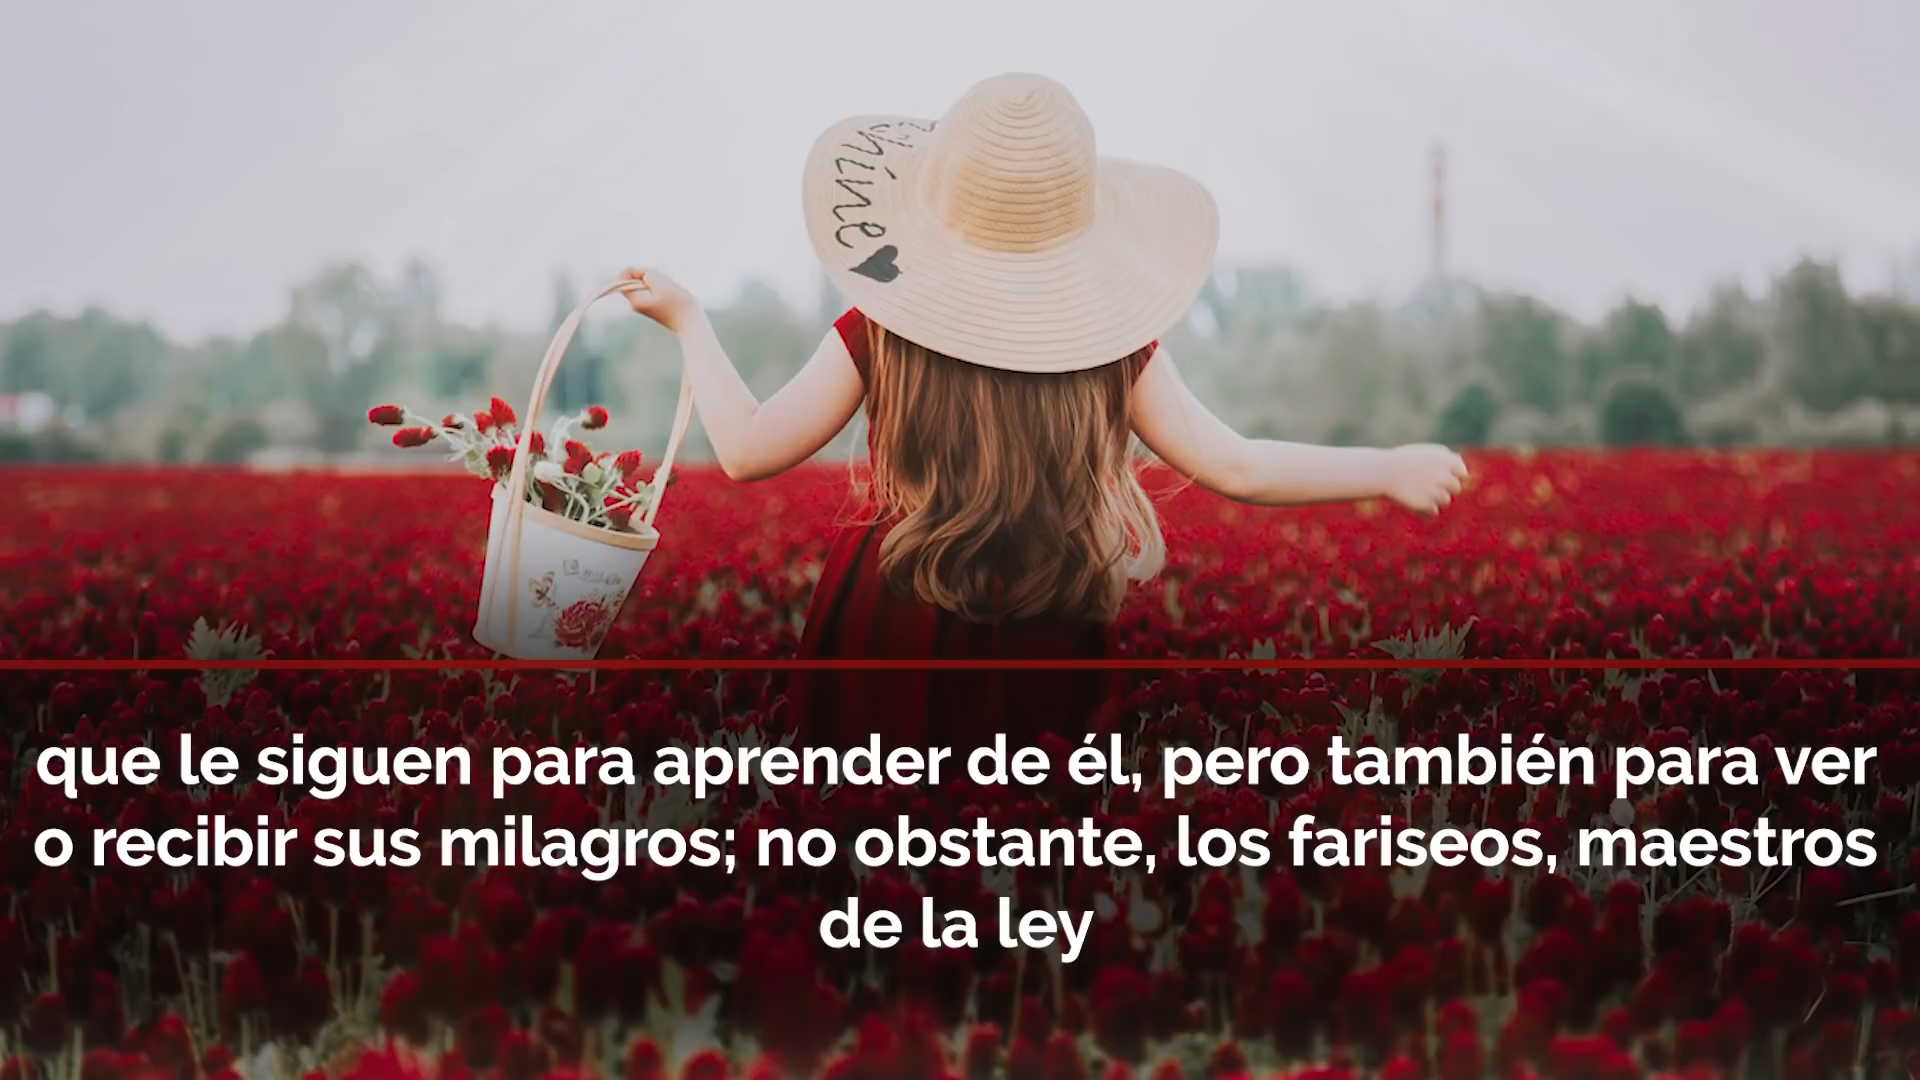 Shine
que le siguen para aprender de él, pero también para ver
o recibir sus milagros; no obstante, los fariseos, maestros
de la ley